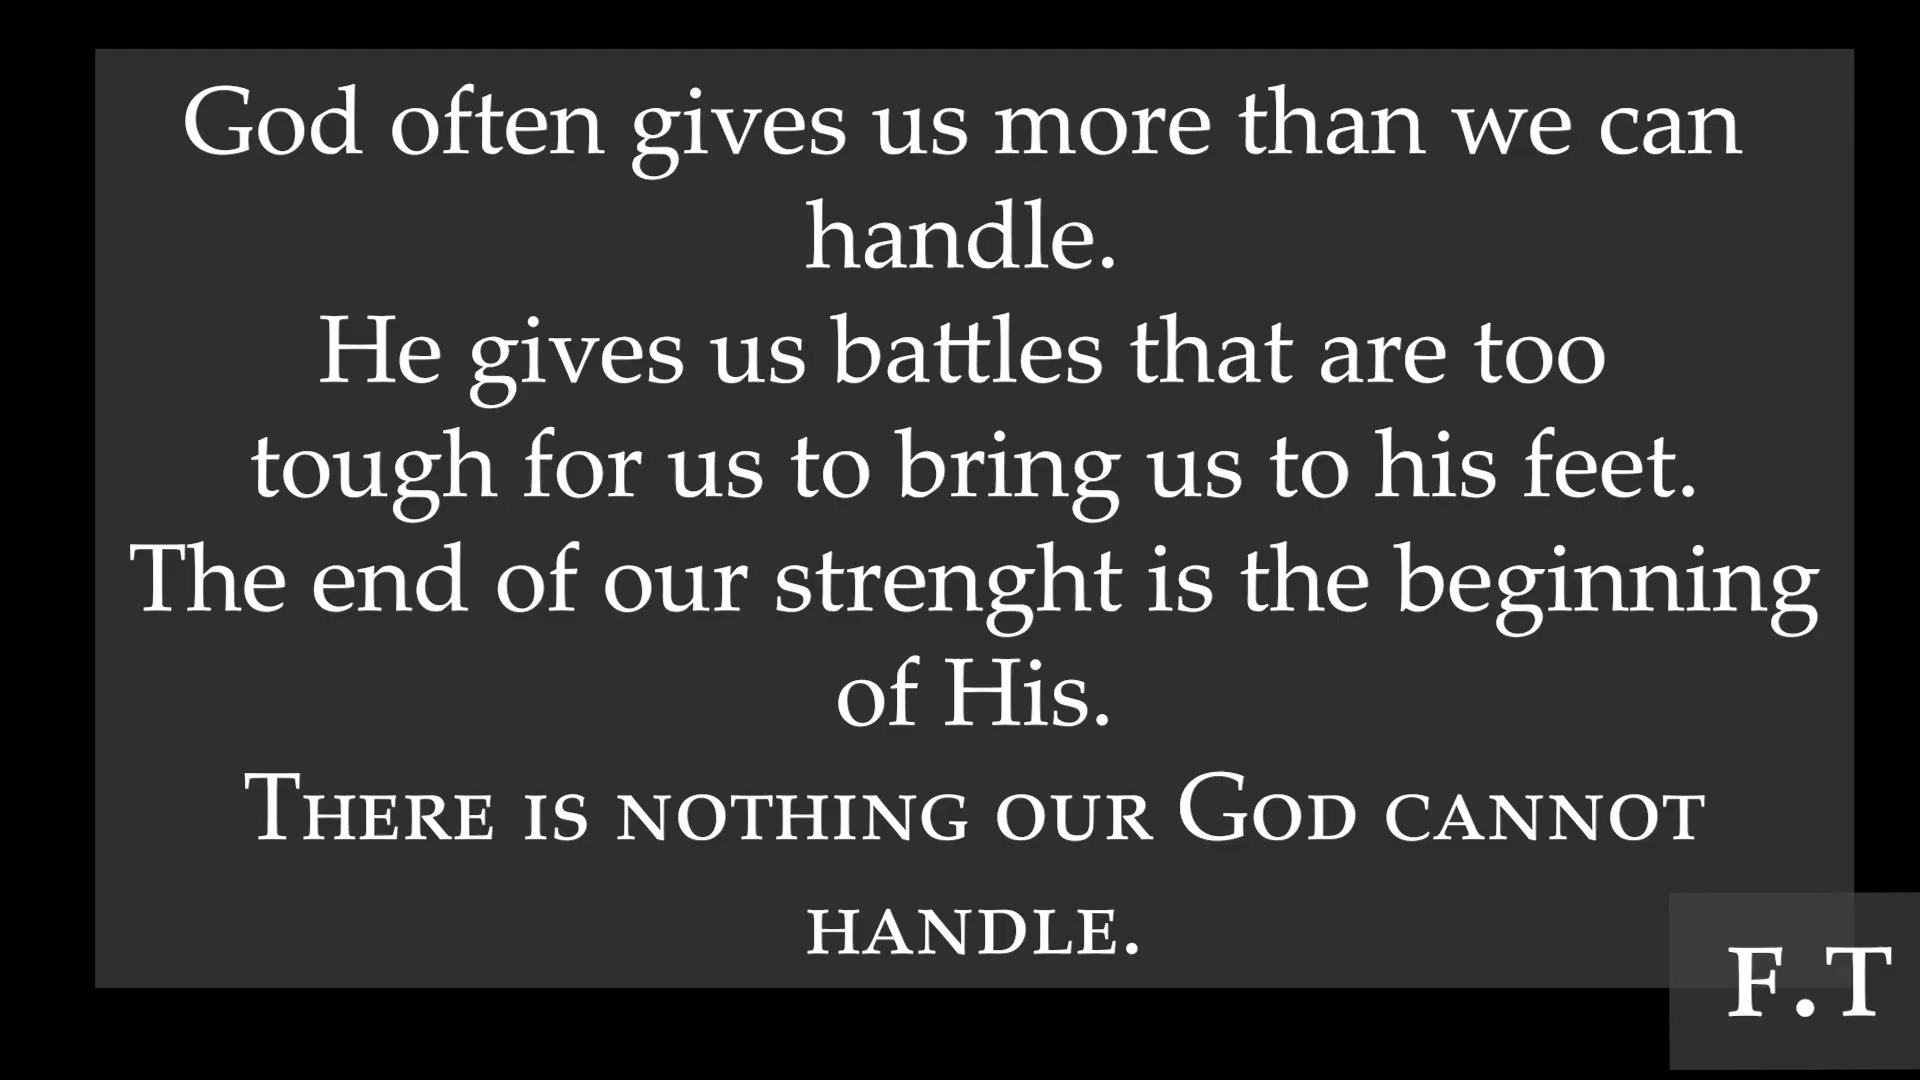 God often gives us more than we can
handle.
He gives us battles that are too
tough for us to bring us to his feet.
The end of our strenght is the beginning
of His.
There is nothing our God cannot
handle.
F.T